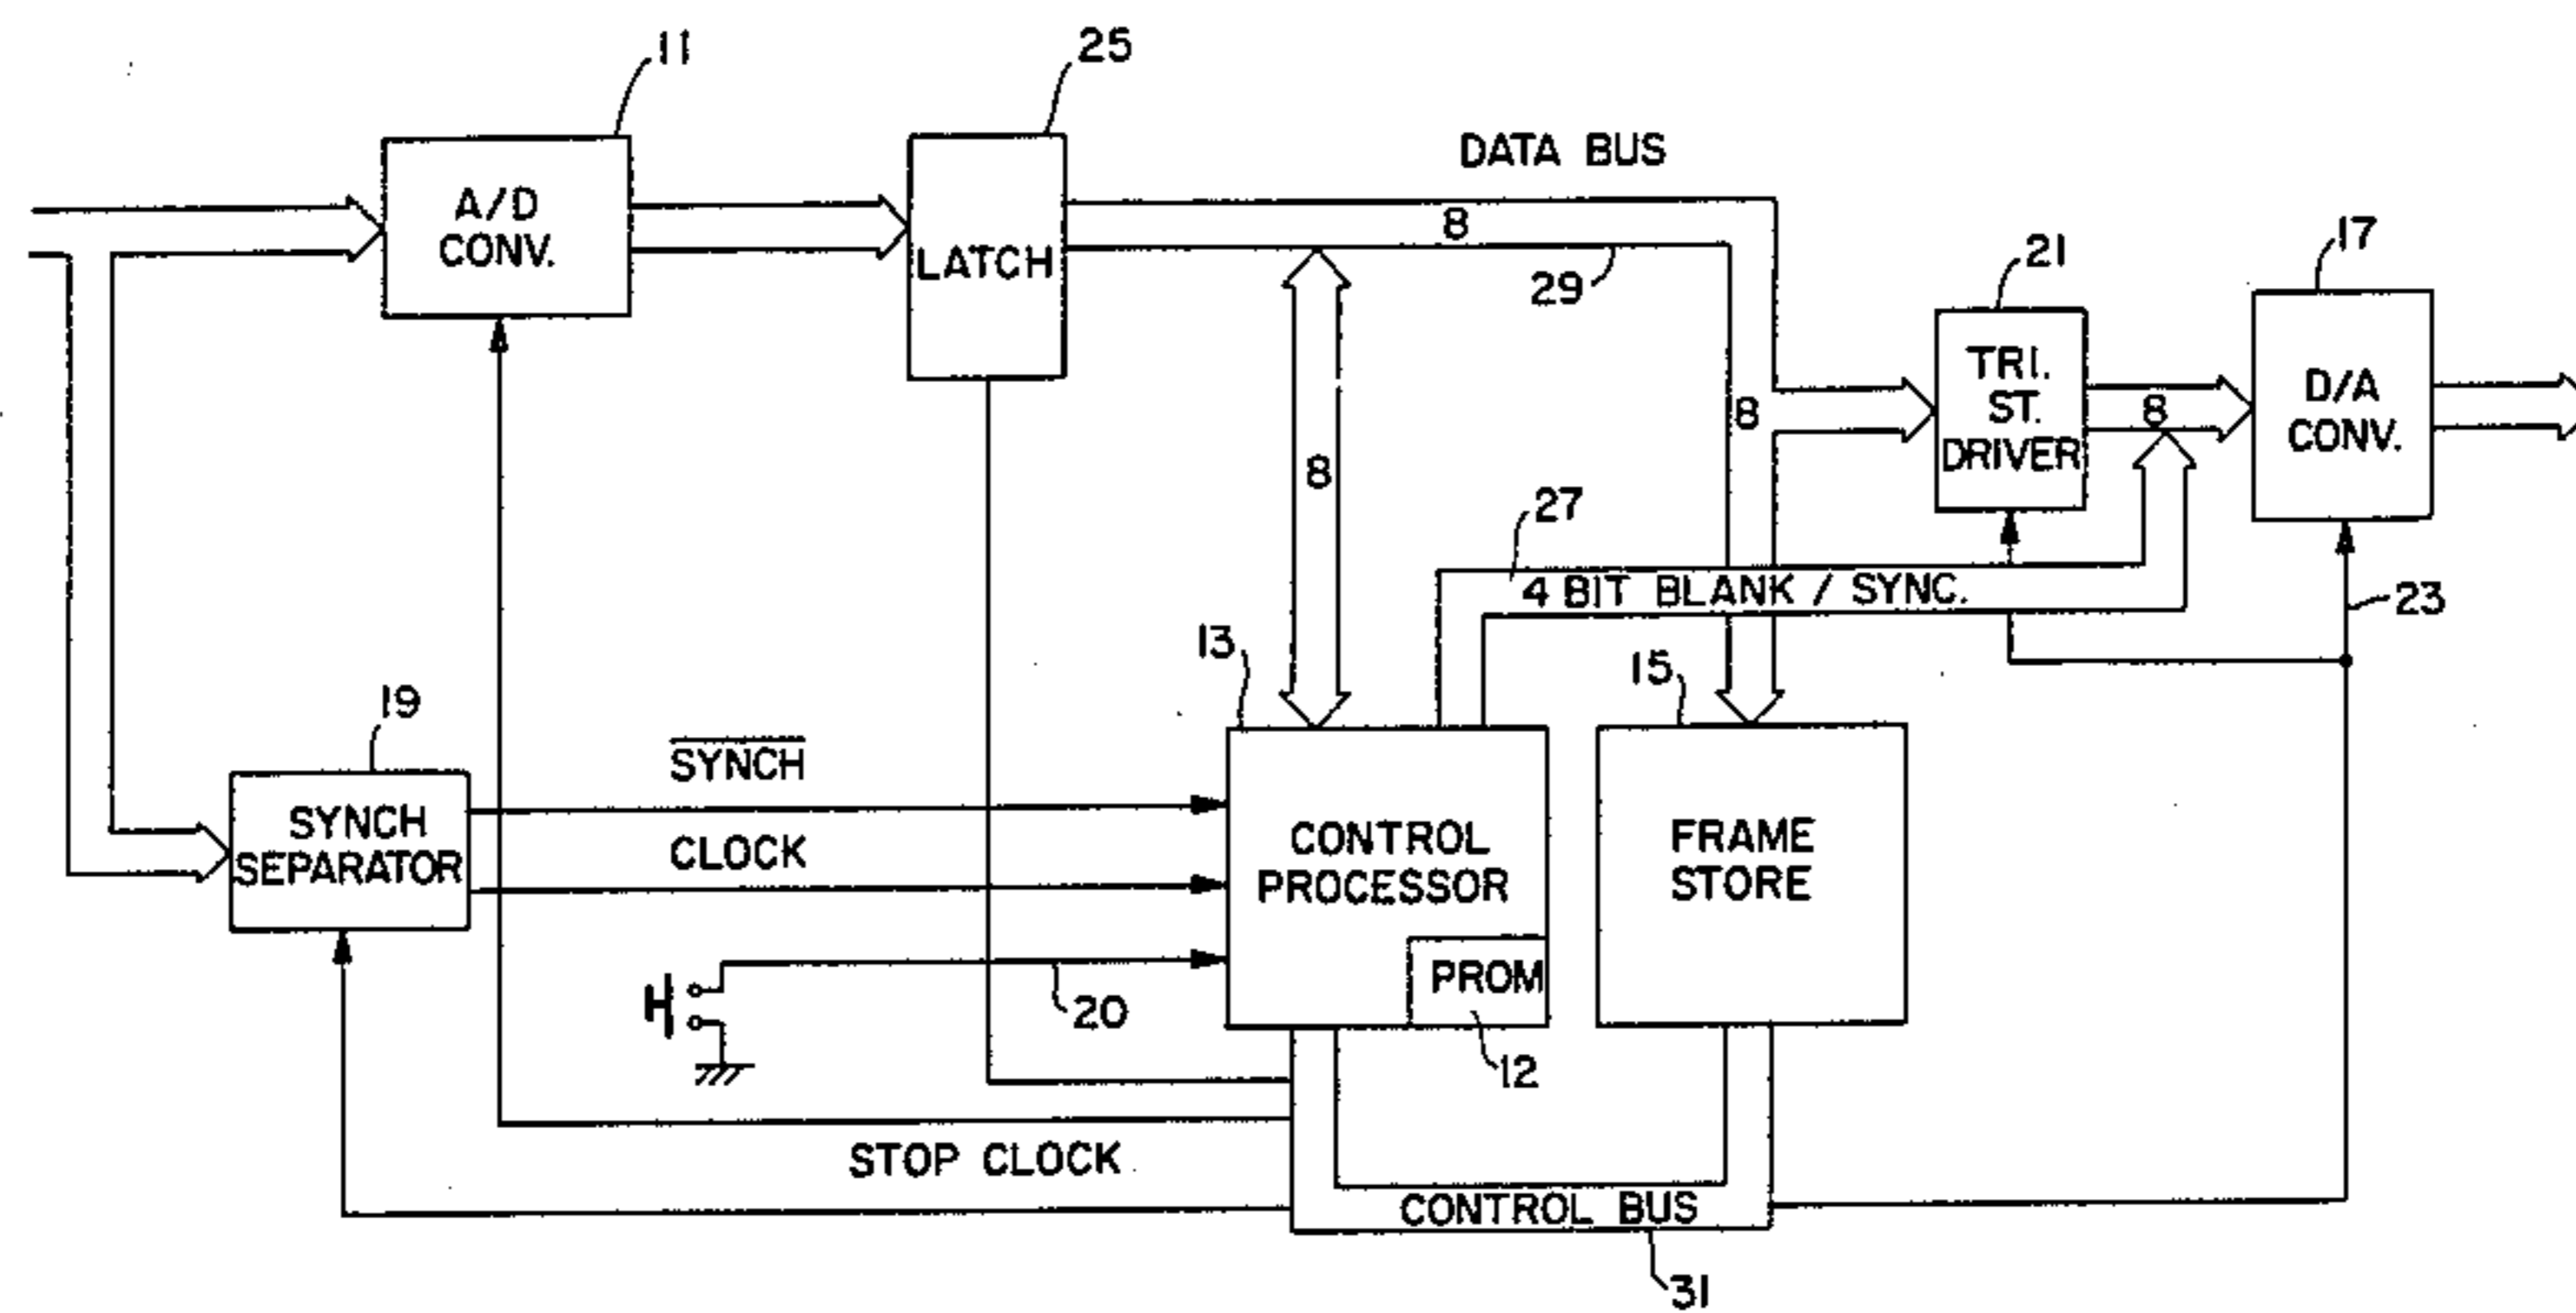 11
25
DATA BUS
A/D
CONV.
8
LATCH
29
21
17
TRI.
ST.
DRIVER
8
8
D/A
CONV.
8
27
4 BIT BLANK / SYNC.
23
13
15
19
SYNCH
CLOCK
SYNCH
SEPARATOR
CONTROL
PROCESSOR
FRAME
STORE
PROM
20
12
STOP CLOCK
CONTROL BUS
31